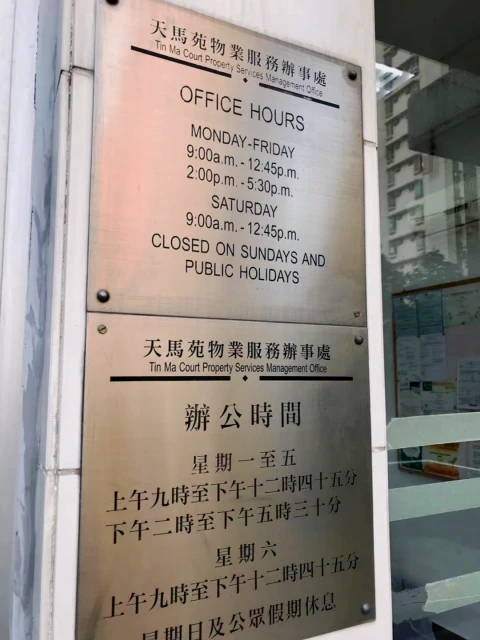 天馬苑物業服務辦事處
Tin Ma Court Property Services Management Office
OFFICE HOURS
MONDAY-FRIDAY
9:00a.m. - 12:45p.m.
2:00p.m. - 5:30p.m.
SATURDAY
9:00a.m. - 12:45p.m.
CLOSED ON SUNDAYS AND
PUBLIC HOLIDAYS
天馬苑物業服務辦事處
Tin Ma Court Property Services Management Office
辦公時間
星期一至五
上午九時至下午十二時四十五分
下午二時至下午五時三十分
星期六
上午九時至下午十二時四十五分
星期日及公眾假期休息